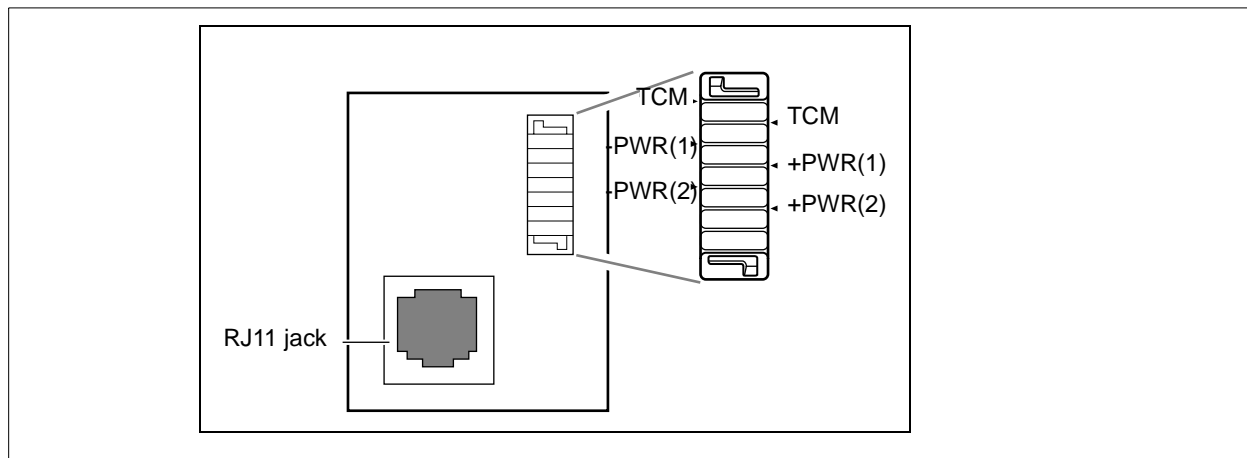 TCM
TCM
-PWR(1)
+PWR(1)
-PWR(2)
+PWR(2)
RJ11 jack